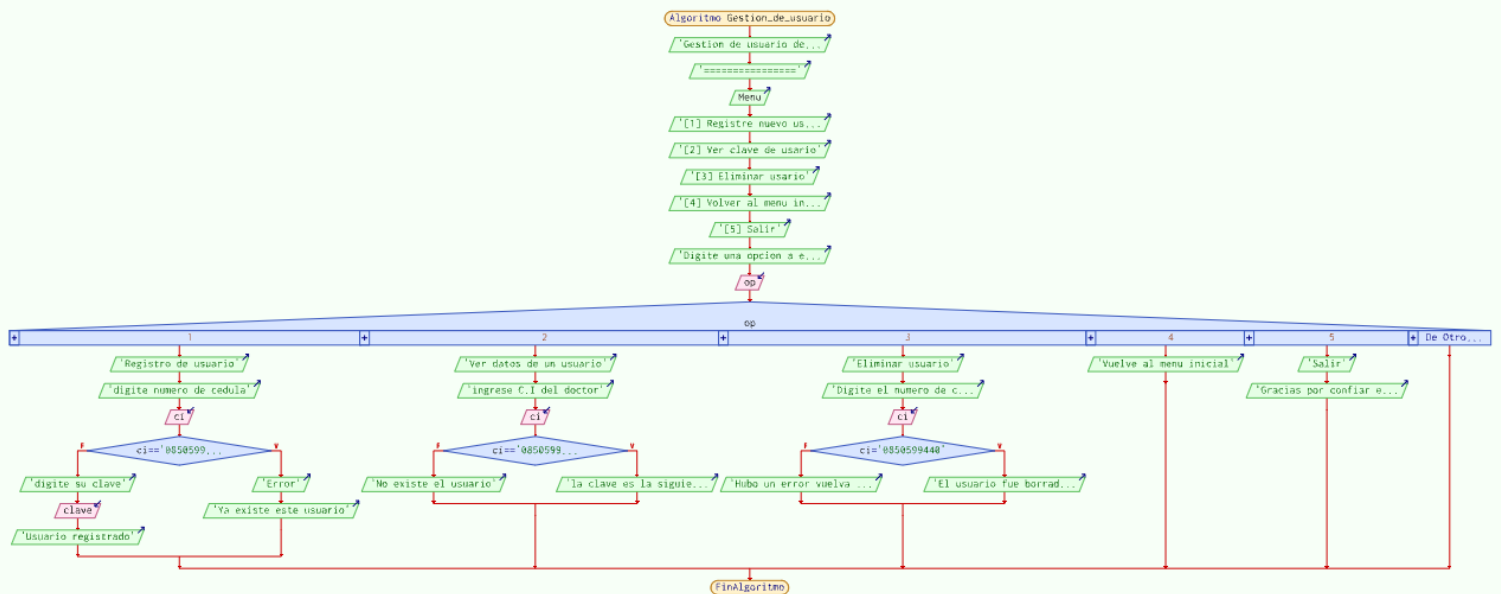 Algoritmo Gestion_de_usuario
'Gestion de usuario de...
'================'
Menu
'[1] Registre nuevo us...
'[2] Ver clave de usario'
'[3] Eliminar usario'
'[4] Volver al menu in...
'[5] Salir'
'Digite una opcion a e...
op
op
+ 1 + 2 + 3 + 4 + 5 + De Otro...
'Registro de usuario' 'Ver datos de un usuario' 'Eliminar usuario' 'Vuelve al menu inicial' 'Salir'
'digite numero de cedula' 'ingrese C.I del doctor' 'Digite el numero de c... 'Gracias por confiar e...
ci ci ci
F ci=='0850599... V F ci=='0850599... V F ci='0850599440' V
'digite su clave' 'Error' 'No existe el usuario' 'la clave es la siguie... 'Hubo un error vuelva ... 'El usuario fue borrad...
clave 'Ya existe este usuario'
'Usuario registrado'
FinAlgoritmo